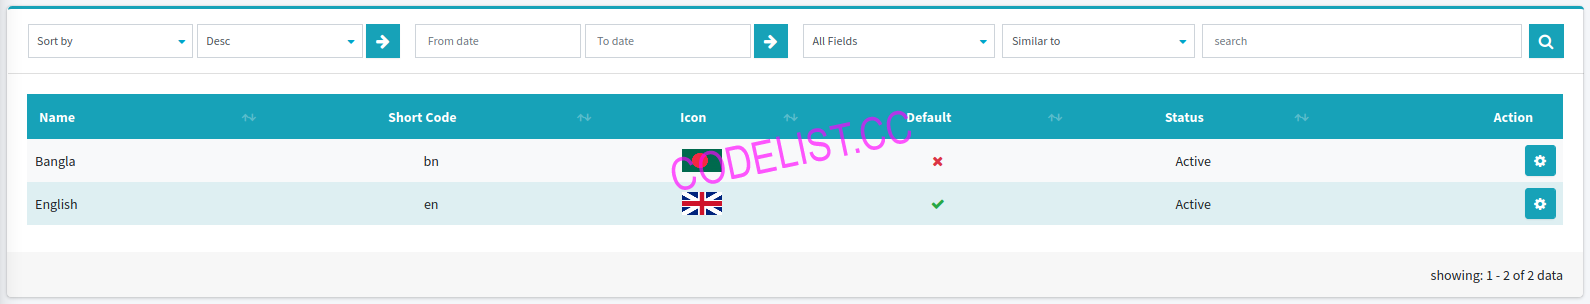 Sort by Desc From date To date All Fields Similar to search
Name Short Code Icon Default Status Action
Bangla bn Active
English en Active
CODELIST.CC
showing: 1 - 2 of 2 data